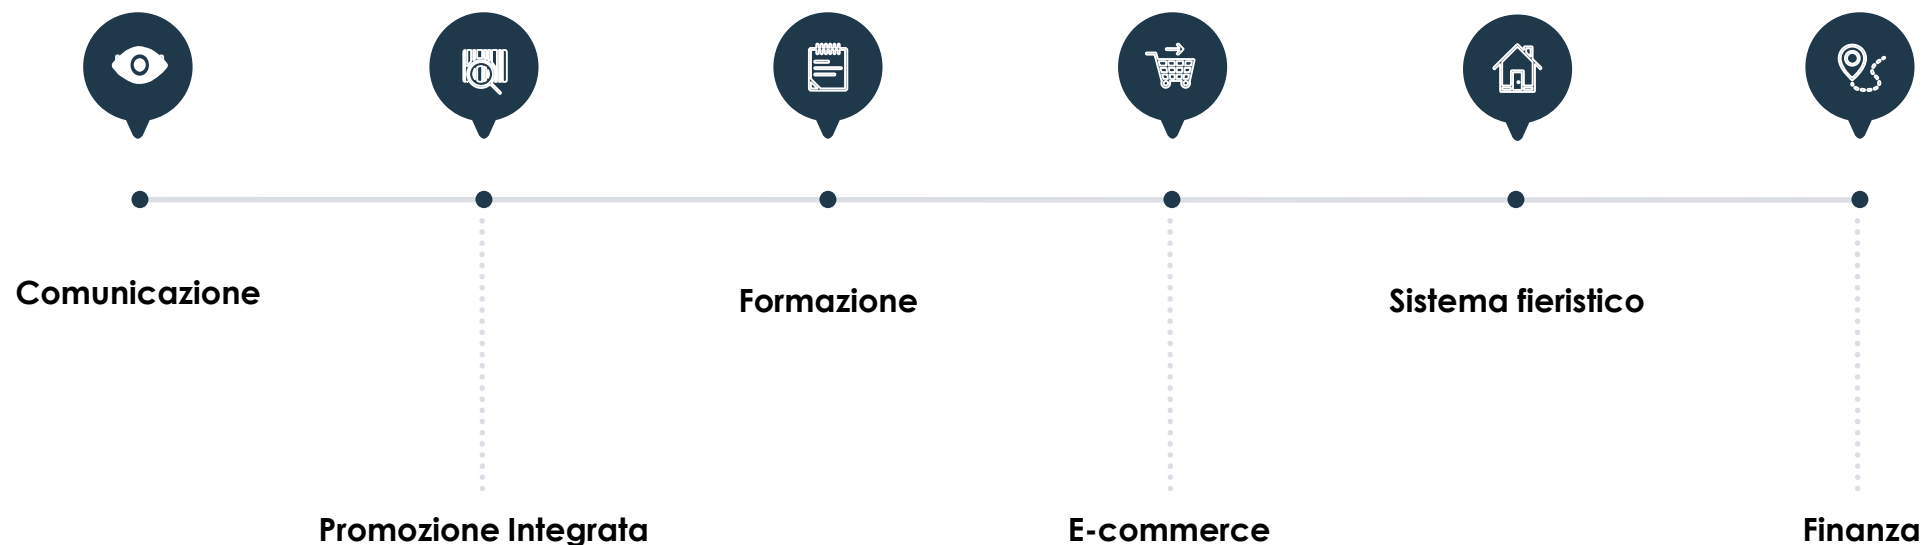 Comunicazione
Formazione
Sistema fieristico
Promozione Integrata
E-commerce
Finanza